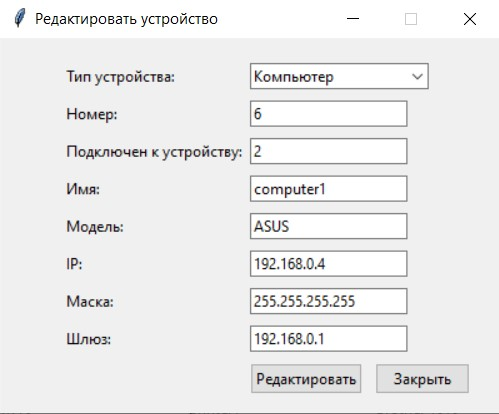 Редактировать устройство
Тип устройства: Компьютер
Номер: 6
Подключен к устройству: 2
Имя: computer1
Модель: ASUS
IP: 192.168.0.4
Маска: 255.255.255.255
Шлюз: 192.168.0.1
Редактировать Закрыть